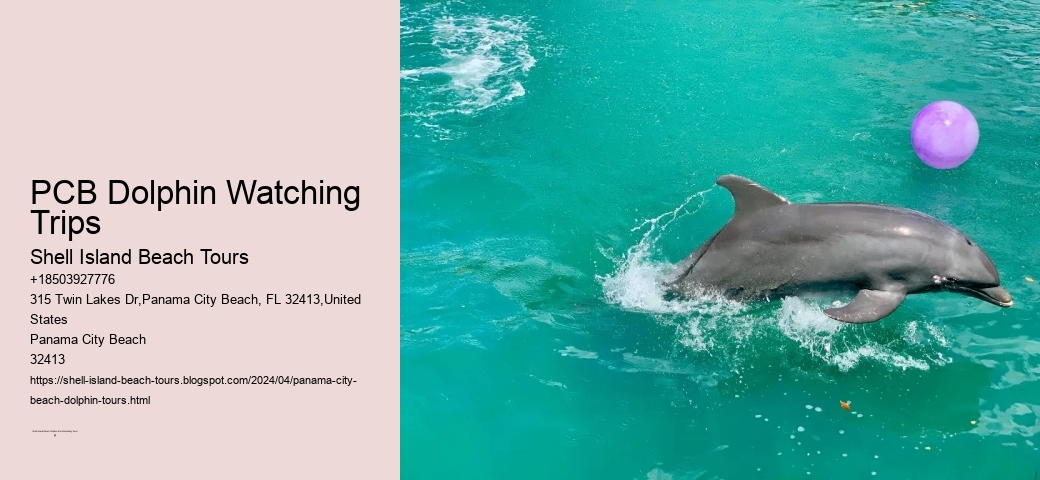 PCB Dolphin Watching
Trips
Shell Island Beach Tours
+18503927776
315 Twin Lakes Dr,Panama City Beach, FL 32413,United
States
Panama City Beach
32413
https://shell-island-beach-tours.blogspot.com/2024/04/panama-city-
beach-dolphin-tours.html